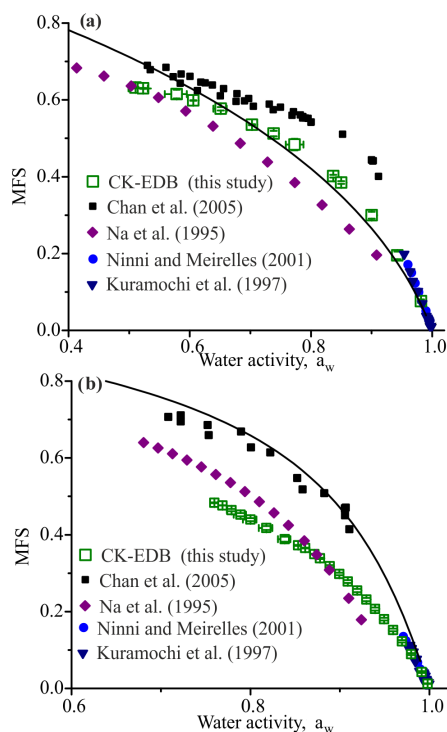 0.8
(a)
0.6
MFS
0.4
CK-EDB (this study)
Chan et al. (2005)
0.2
Na et al. (1995)
Ninni and Meirelles (2001)
Kuramochi et al. (1997)
0.0
0.4 0.6 0.8 1.0
Water activity, aw
0.8
(b)
0.6
MFS
0.4
CK-EDB (this study)
Chan et al. (2005)
0.2
Na et al. (1995)
Ninni and Meirelles (2001)
Kuramochi et al. (1997)
0.0
0.6 0.8 1.0
Water activity, aw